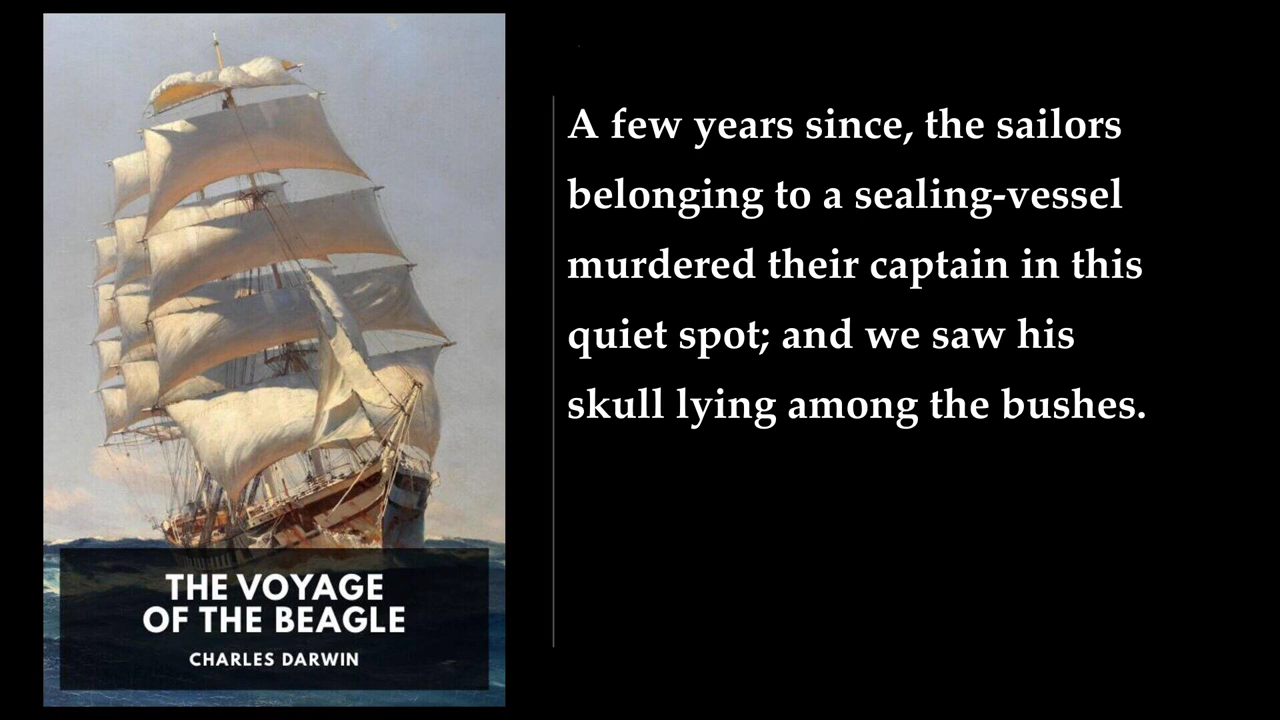 THE VOYAGE
OF THE BEAGLE
CHARLES DARWIN
A few years since, the sailors
belonging to a sealing-vessel
murdered their captain in this
quiet spot; and we saw his
skull lying among the bushes.